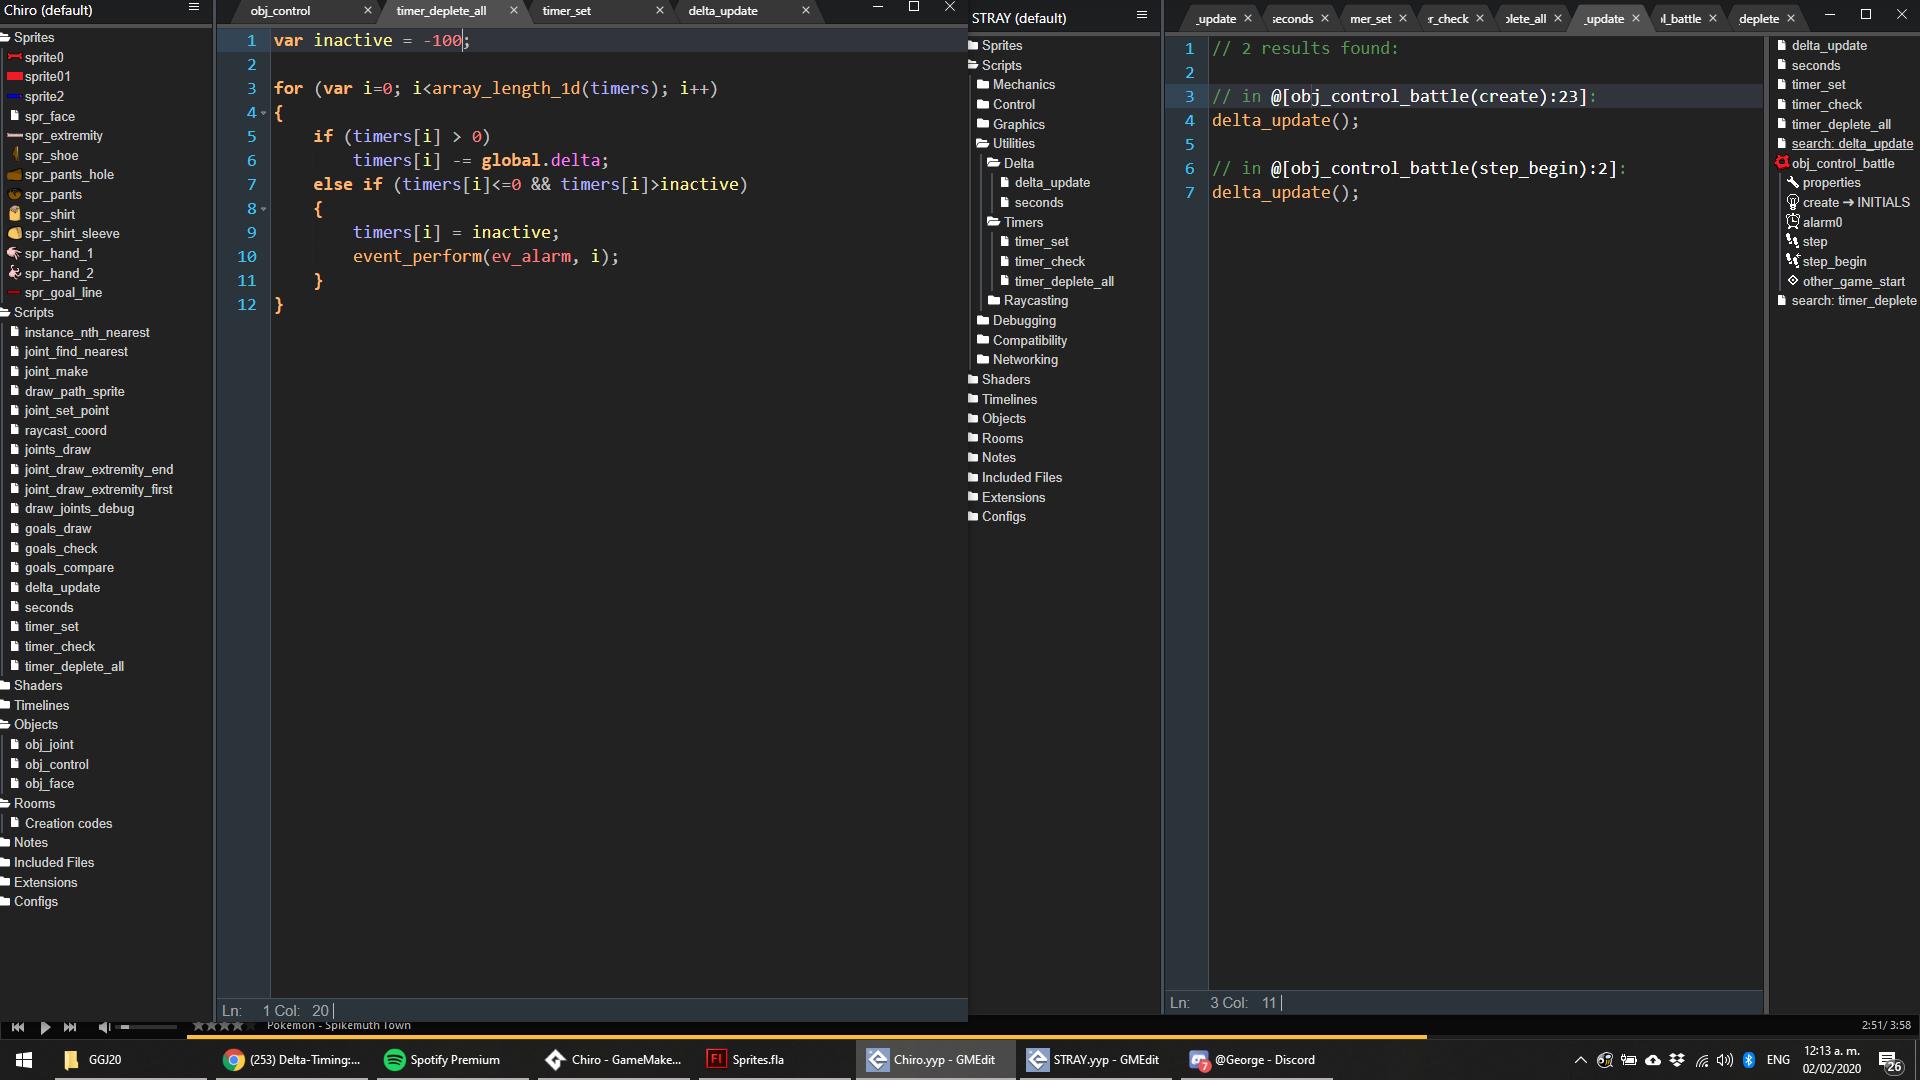 Chiro (default)
Sprites
sprite0
sprite01
sprite2
spr_face
spr_extremity
spr_shoe
spr_pants_hole
spr_pants
spr_shirt
spr_shirt_sleeve
spr_hand_1
spr_hand_2
spr_goal_line
Scripts
instance_nth_nearest
joint_find_nearest
joint_make
draw_path_sprite
joint_set_point
raycast_coord
joints_draw
joint_draw_extremity_end
joint_draw_extremity_first
draw_joints_debug
goals_draw
goals_check
goals_compare
delta_update
seconds
timer_set
timer_check
timer_deplete_all
Shaders
Timelines
Objects
obj_joint
obj_control
obj_face
Rooms
Creation codes
Notes
Included Files
Extensions
Configs
obj_control
timer_deplete_all
timer_set
delta_update
1 var inactive = -100;
2
3 for (var i=0; i<array_length_1d(timers); i++)
4 {
5 if (timers[i] > 0)
6 timers[i] -= global.delta;
7 else if (timers[i]<=0 && timers[i]>inactive)
8 {
9 timers[i] = inactive;
10 event_perform(ev_alarm, i);
11 }
12 }
Ln: 1 Col: 20
STRAY (default)
Sprites
Scripts
Mechanics
Control
Graphics
Utilities
Delta
delta_update
seconds
Timers
timer_set
timer_check
timer_deplete_all
Raycasting
Debugging
Compatibility
Networking
Shaders
Timelines
Objects
Rooms
Notes
Included Files
Extensions
Configs
_update
seconds
mer_set
r_check
plete_all
_update
l_battle
deplete
1 // 2 results found:
2
3 // in @[obj_control_battle(create):23]:
4 delta_update();
5
6 // in @[obj_control_battle(step_begin):2]:
7 delta_update();
Ln: 3 Col: 11
delta_update
seconds
timer_set
timer_check
timer_deplete_all
search: delta_update
obj_control_battle
properties
create ➜ INITIALS
alarm0
step
step_begin
other_game_start
search: timer_deplete
Pokemon - Spikemuth Town
2:51/ 3:58
GGJ20
(253) Delta-Timing:...
Spotify Premium
Chiro - GameMake...
Fl
Sprites.fla
Chiro.yyp - GMEdit
STRAY.yyp - GMEdit
7
@George - Discord
ENG
12:13 a. m.
02/02/2020
26